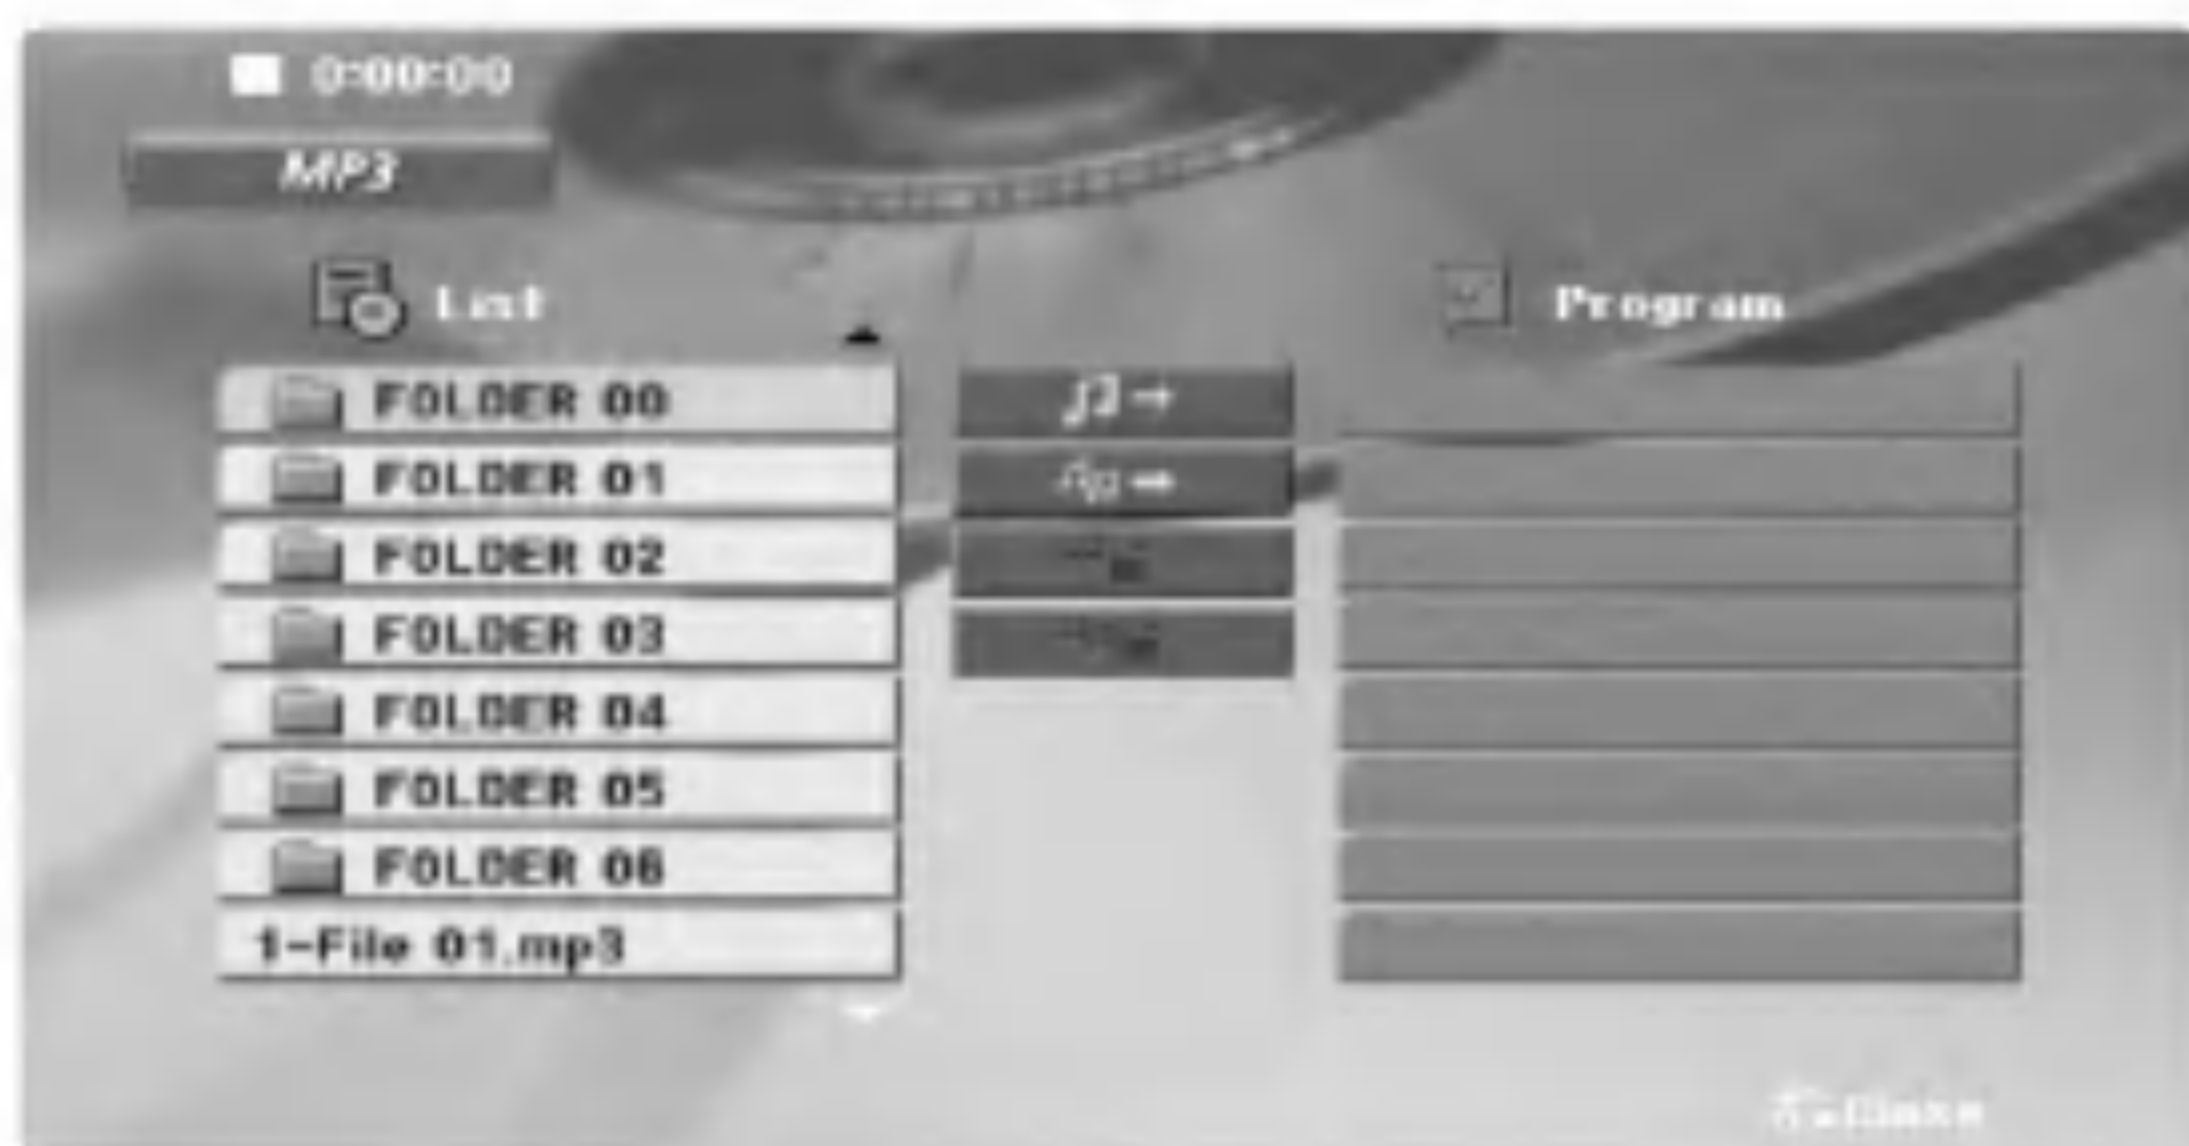 0:00:00
MP3
List
Program
FOLDER 00
FOLDER 01
FOLDER 02
FOLDER 03
FOLDER 04
FOLDER 05
FOLDER 06
1-File 01.mp3